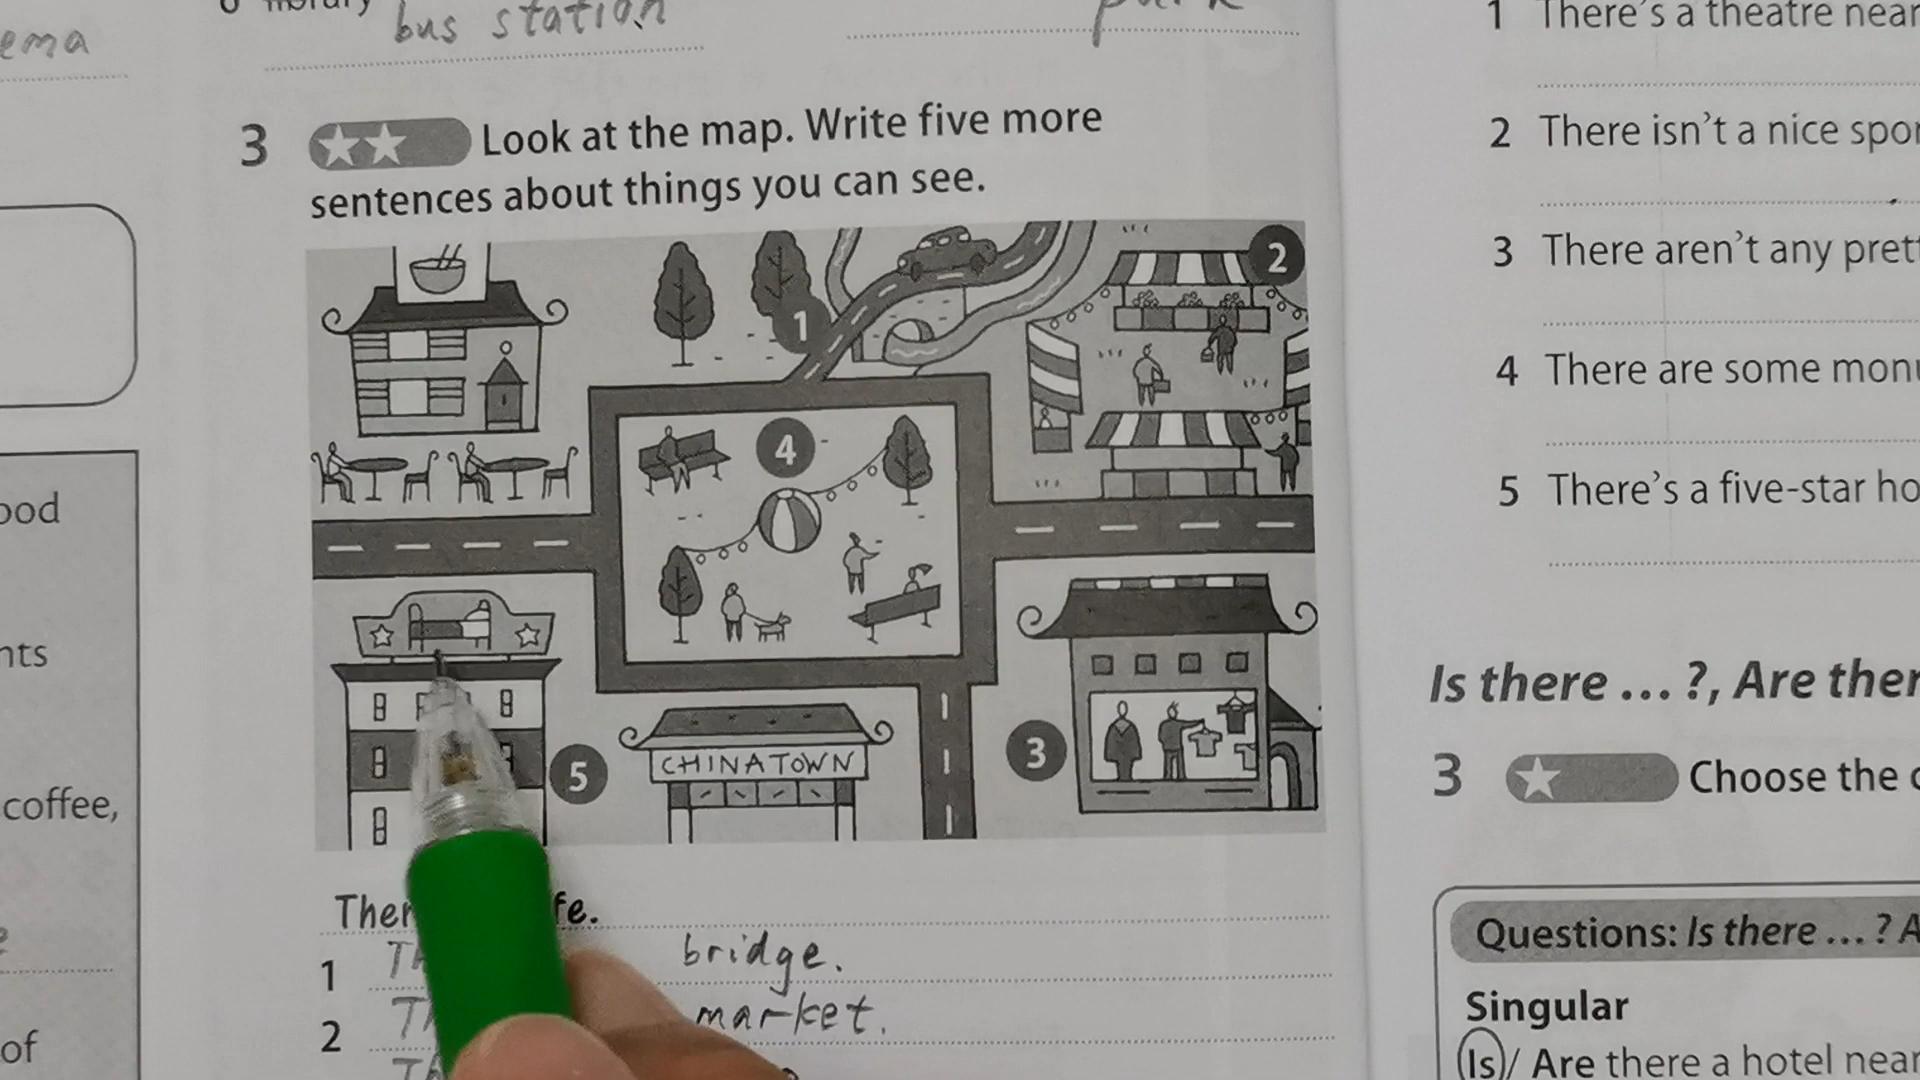 library
bus station
ema
3 Look at the map. Write five more
sentences about things you can see.
1
2
4
3
5
CHINATOWN
1 bridge.
2 market.
ood
nts
coffee,
of
1 There's a theatre near
2 There isn't a nice spor
3 There aren't any prett
4 There are some monu
5 There's a five-star ho
Is there ... ?, Are ther
3 Choose the c
Questions: Is there ... ? A
Singular
Is / Are there a hotel near